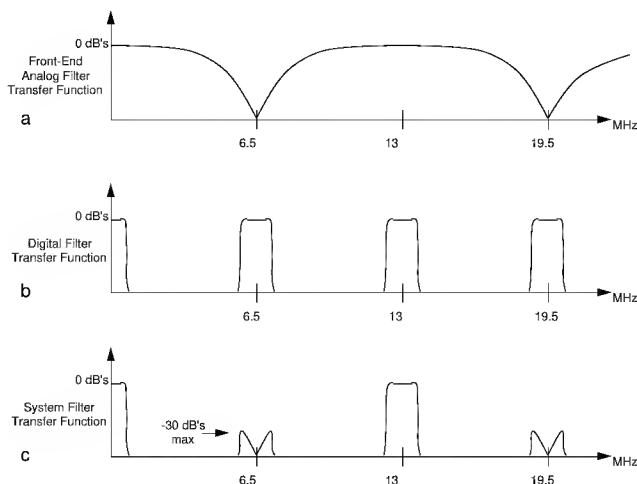 0 dB's
Front-End
Analog Filter
Transfer Function
a
MHz
6.5
13
19.5
0 dB's
Digital Filter
Transfer Function
b
MHz
6.5
13
19.5
0 dB's
System Filter
Transfer Function
-30 dB's
max
c
MHz
6.5
13
19.5